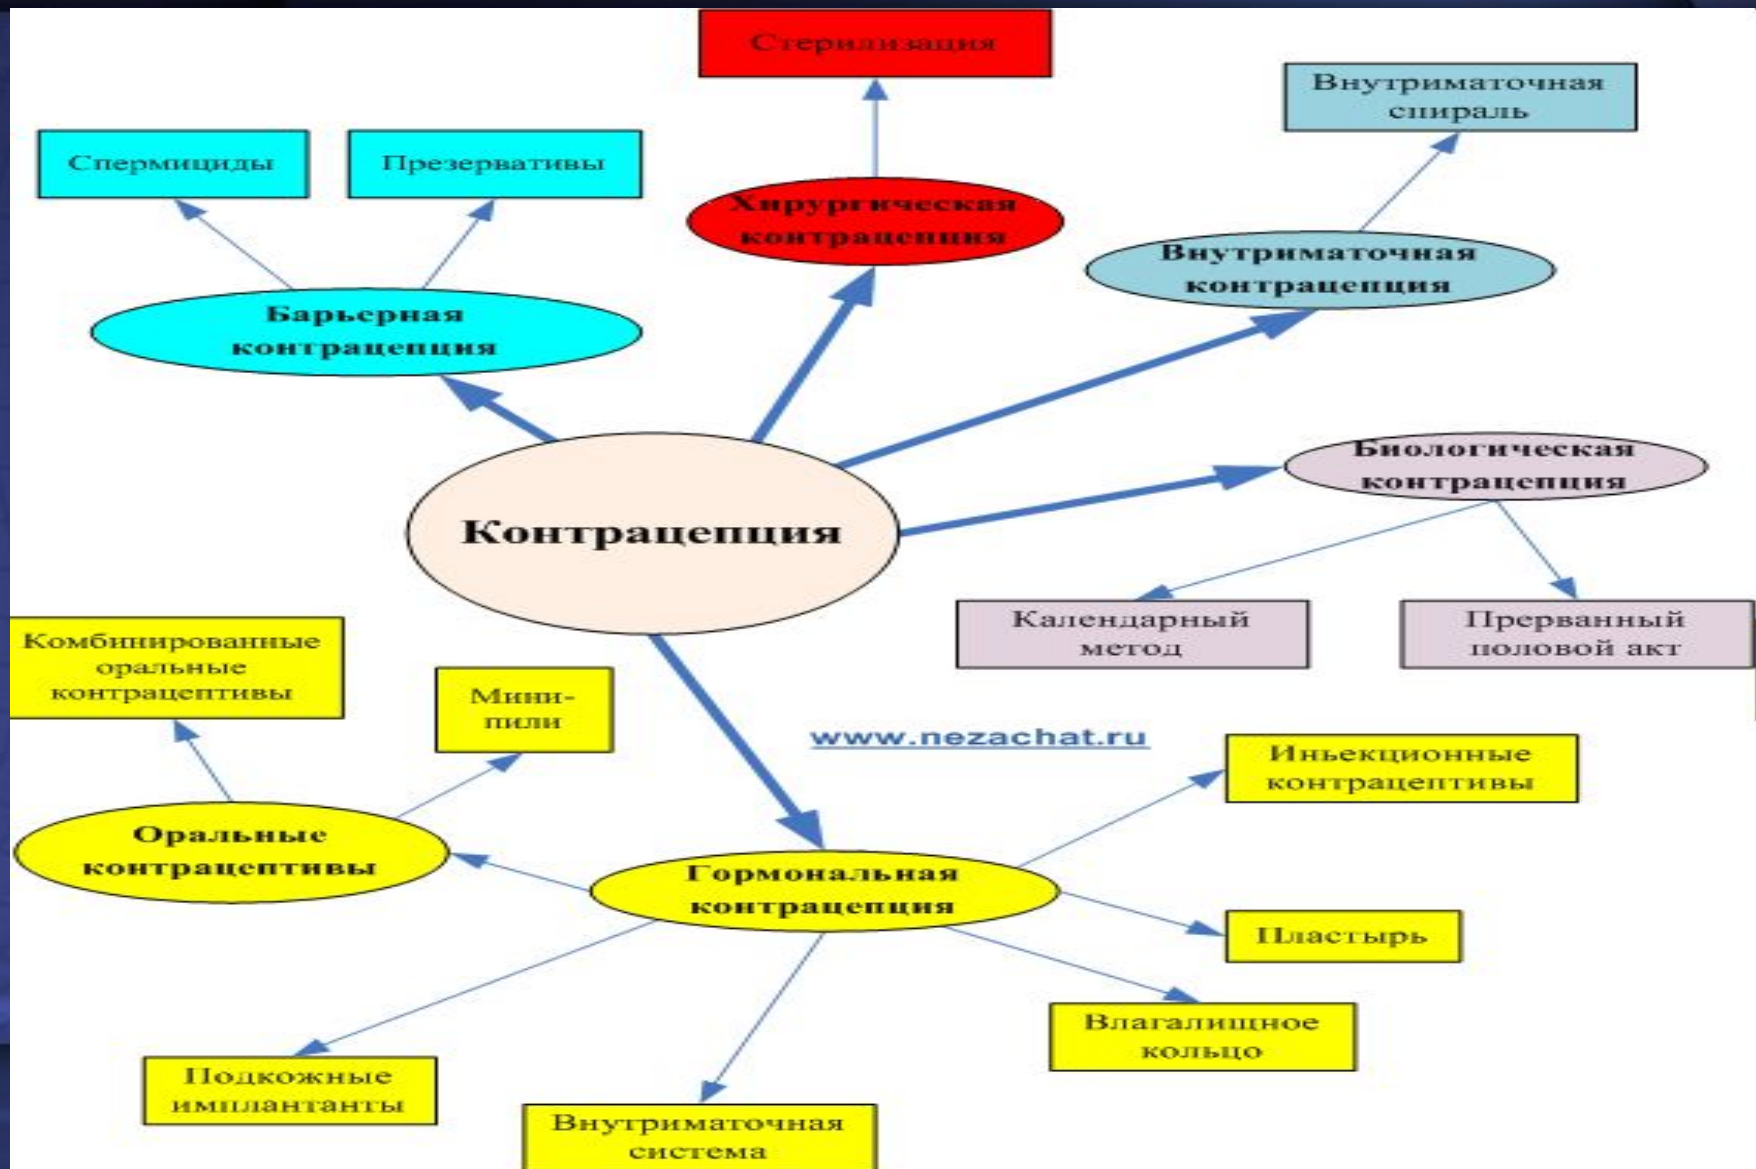 Стерилизация
Внутриматочная
спираль
Спермициды
Презервативы
Хирургическая
контрацепция
Внутриматочная
контрацепция
Барьерная
контрацепция
Биологическая
контрацепция
Контрацепция
Календарный
метод
Прерванный
половой акт
Комбинированные
оральные
контрацептивы
Мини-
пили
www.nezachat.ru
Иньекционные
контрацептивы
Оральные
контрацептивы
Гормональная
контрацепция
Пластырь
Влагалищное
кольцо
Подкожные
имплантанты
Внутриматочная
система